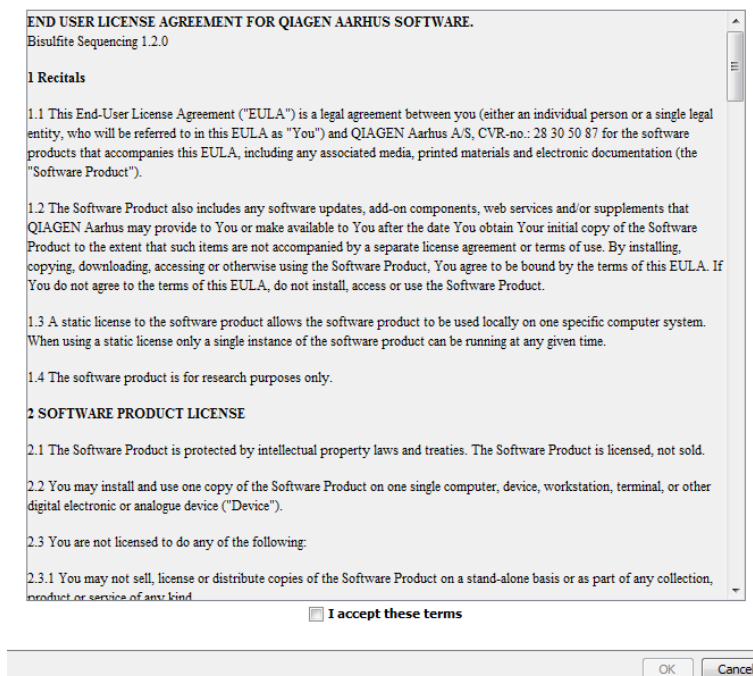 END USER LICENSE AGREEMENT FOR QIAGEN AARHUS SOFTWARE.
Bisulfite Sequencing 1.2.0
1 Recitals
1.1 This End-User License Agreement ("EULA") is a legal agreement between you (either an individual person or a single legal
entity, who will be referred to in this EULA as "You") and QIAGEN Aarhus A/S, CVR-no.: 28 30 50 87 for the software
products that accompanies this EULA, including any associated media, printed materials and electronic documentation (the
"Software Product").
1.2 The Software Product also includes any software updates, add-on components, web services and/or supplements that
QIAGEN Aarhus may provide to You or make available to You after the date You obtain Your initial copy of the Software
Product to the extent that such items are not accompanied by a separate license agreement or terms of use. By installing,
copying, downloading, accessing or otherwise using the Software Product, You agree to be bound by the terms of this EULA. If
You do not agree to the terms of this EULA, do not install, access or use the Software Product.
1.3 A static license to the software product allows the software product to be used locally on one specific computer system.
When using a static license only a single instance of the software product can be running at any given time.
1.4 The software product is for research purposes only.
2 SOFTWARE PRODUCT LICENSE
2.1 The Software Product is protected by intellectual property laws and treaties. The Software Product is licensed, not sold.
2.2 You may install and use one copy of the Software Product on one single computer, device, workstation, terminal, or other
digital electronic or analogue device ("Device").
2.3 You are not licensed to do any of the following:
2.3.1 You may not sell, license or distribute copies of the Software Product on a stand-alone basis or as part of any collection,
product or service of any kind
I accept these terms
OK Cancel